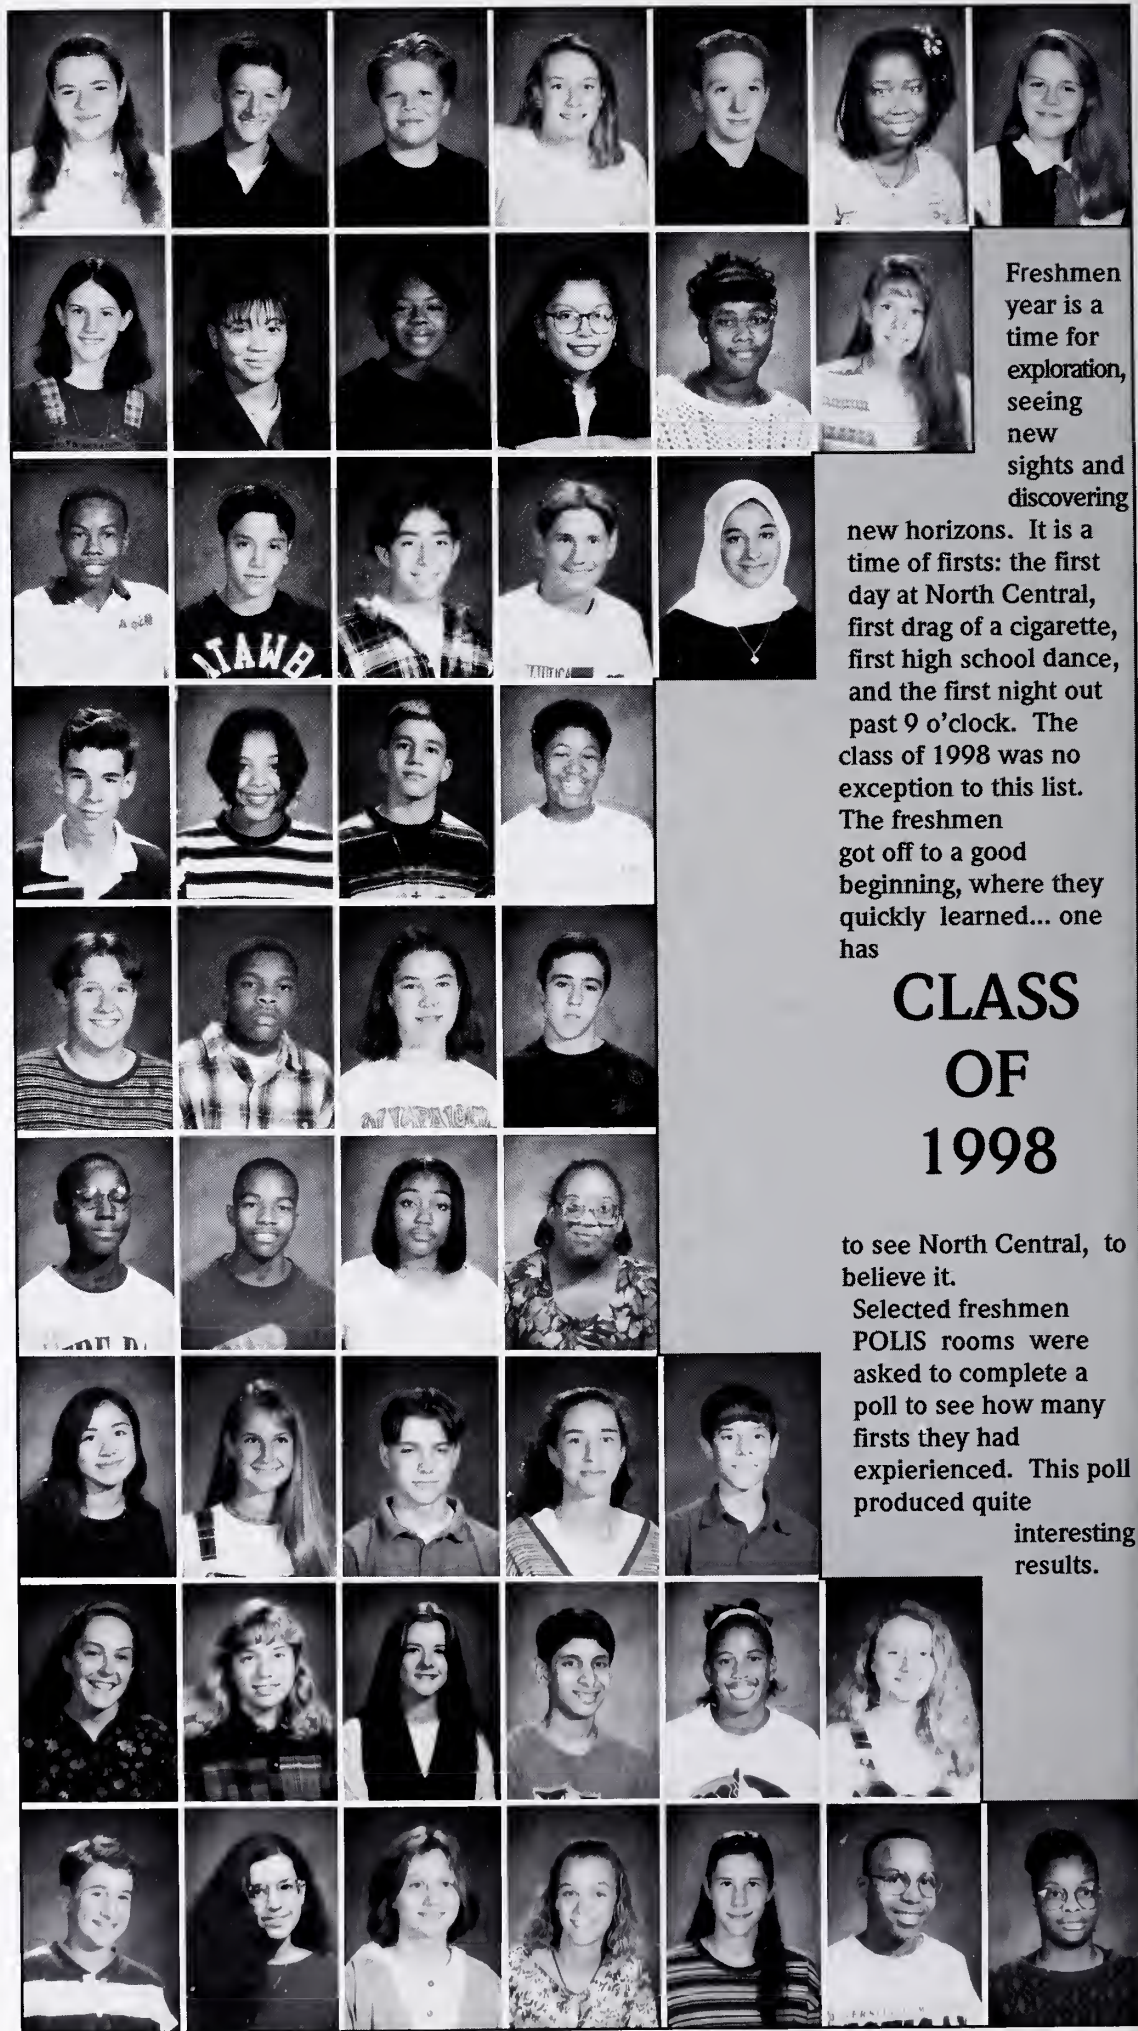 Freshmen
year is a
time for
exploration,
seeing
new
sights and
discovering
new horizons. It is a
time of firsts: the first
day at North Central,
first drag of a cigarette,
first high school dance,
and the first night out
past 9 o'clock. The
class of 1998 was no
exception to this list.
The freshmen
got off to a good
beginning, where they
quickly learned... one
has
CLASS
OF
1998
to see North Central, to
believe it.
Selected freshmen
POLIS rooms were
asked to complete a
poll to see how many
firsts they had
expierienced. This poll
produced quite
interesting
results.